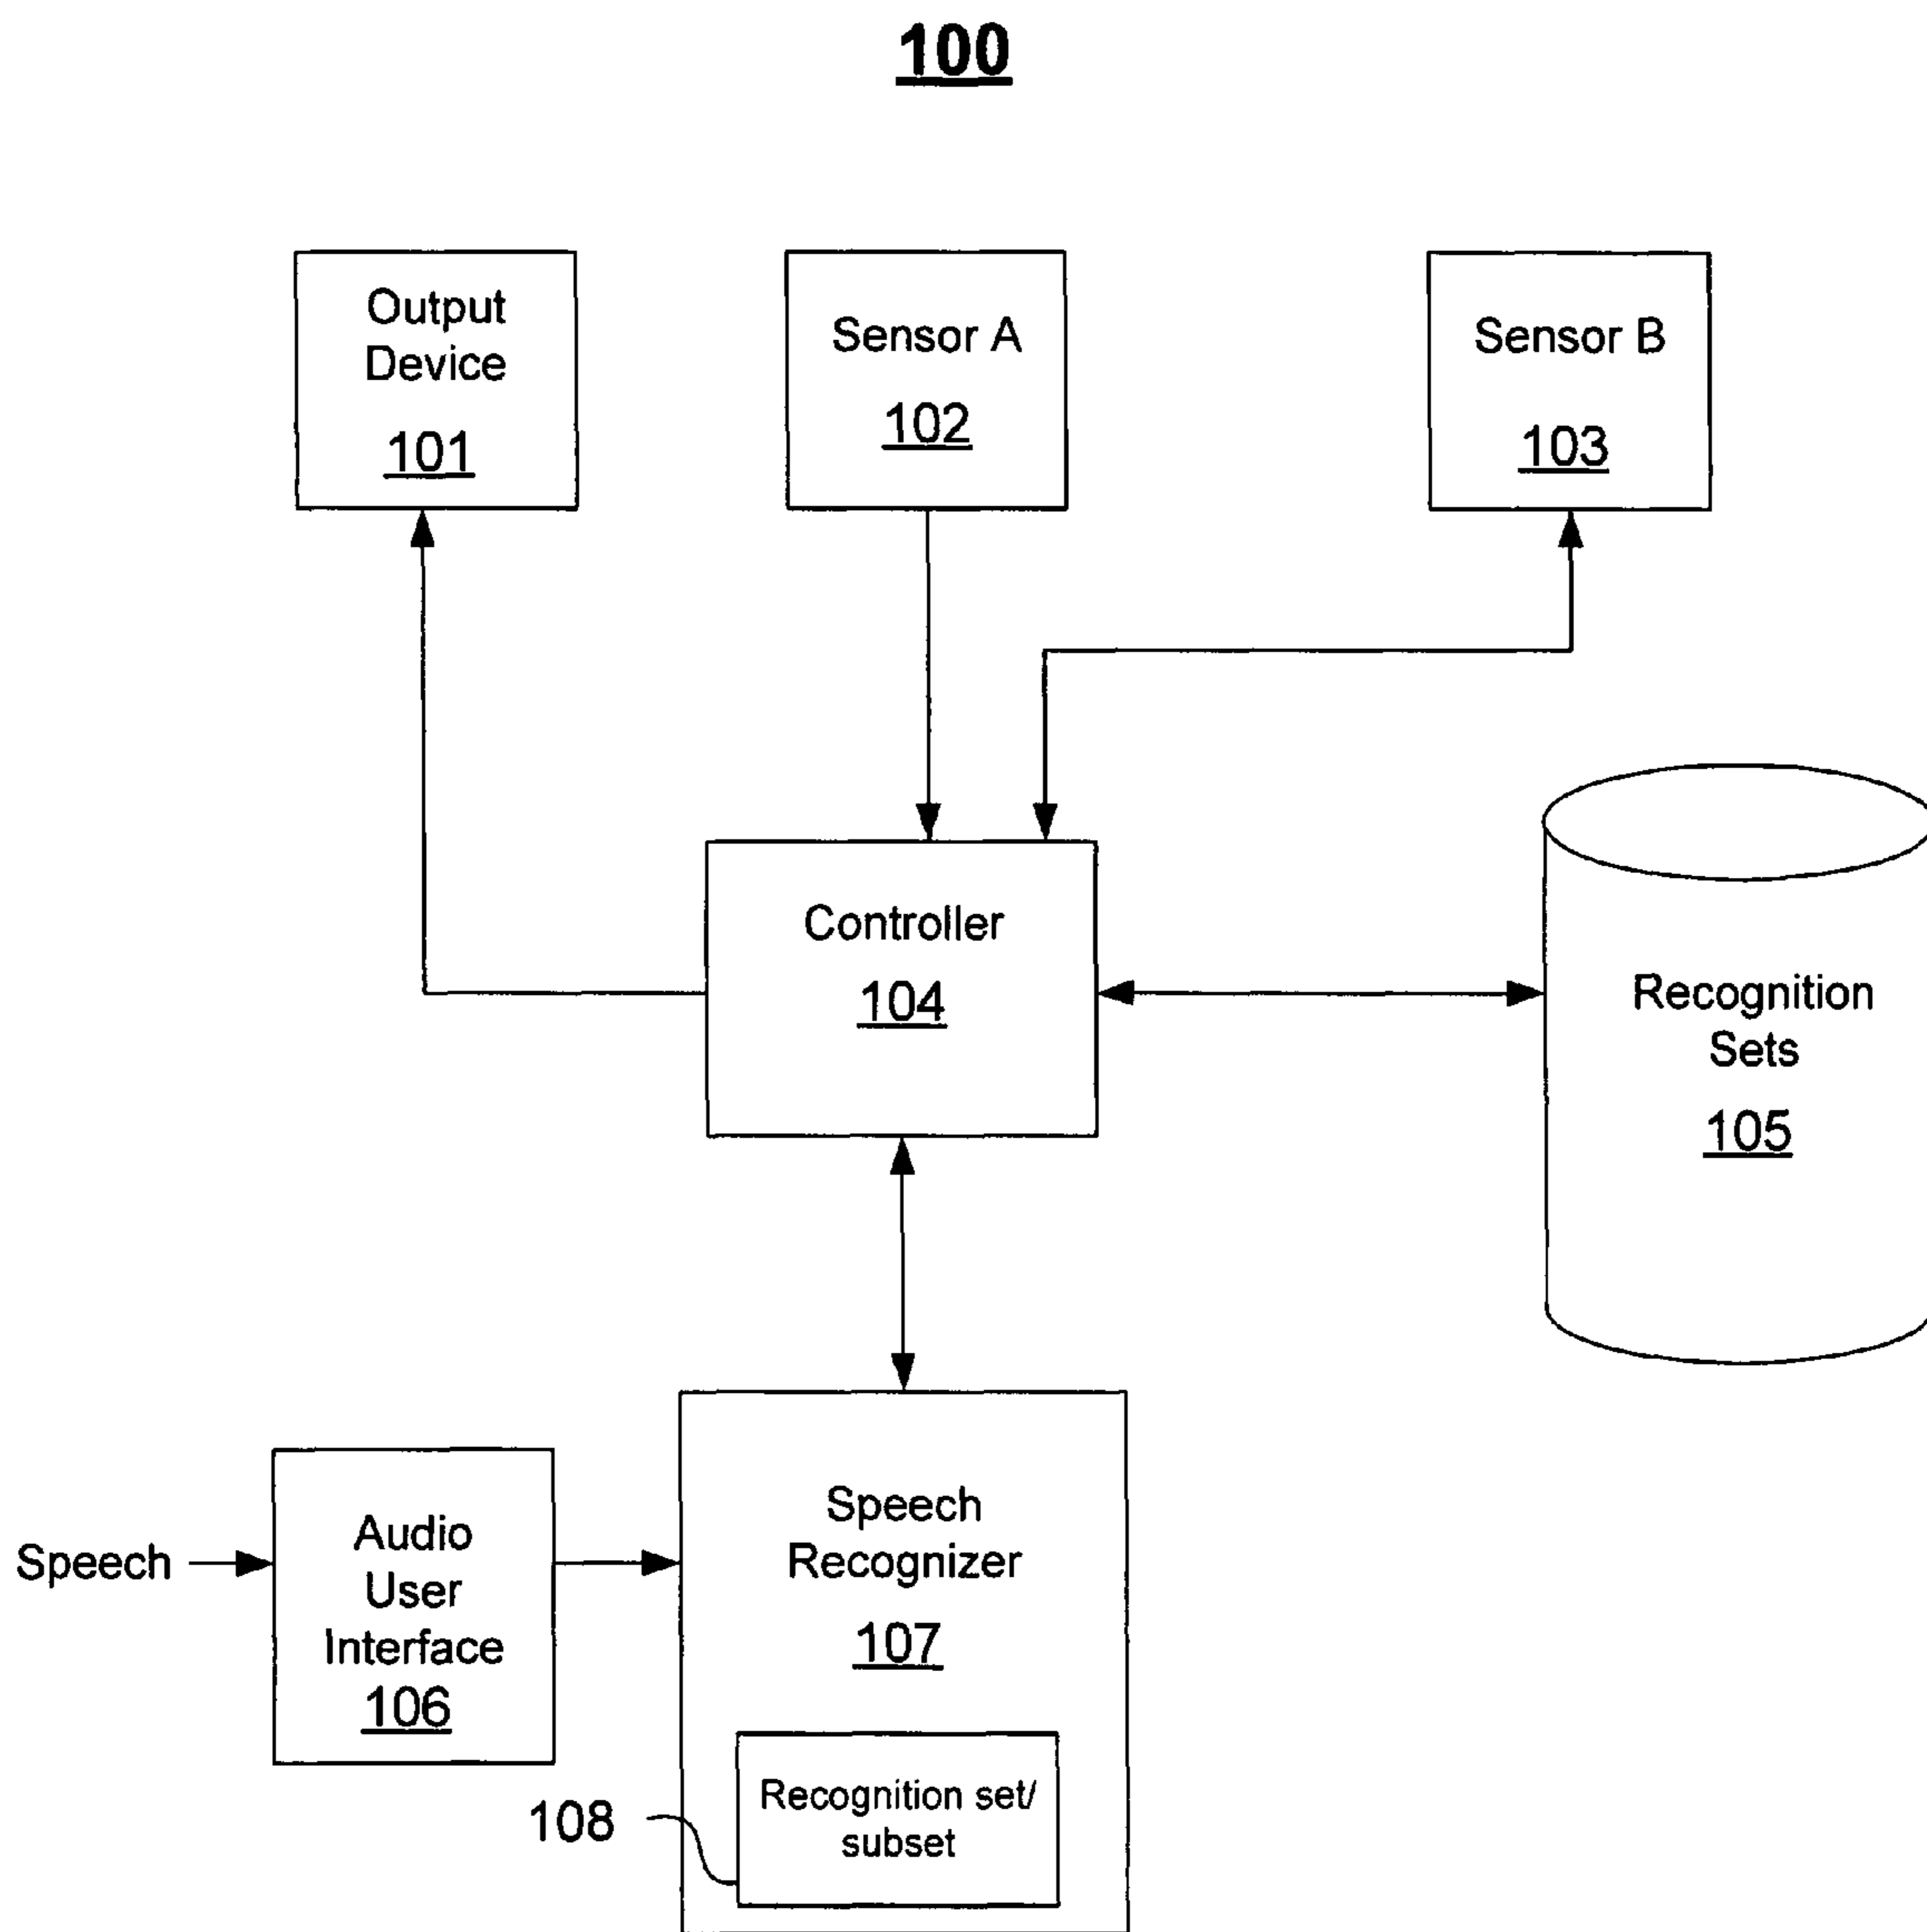 100
Output
Device
101
Sensor A
102
Sensor B
103
Controller
104
Recognition
Sets
105
Speech
Audio
User
Interface
106
Speech
Recognizer
107
108
Recognition set/
subset